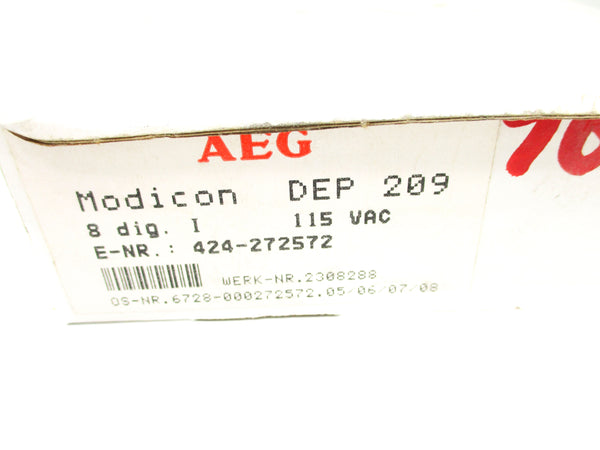 AEG
Modicon DEP 209
8 dig. I 115 VAC
E-NR.: 424-272572
WERK-NR.2308288
OS-NR.6728-000272572.05/06/07/08